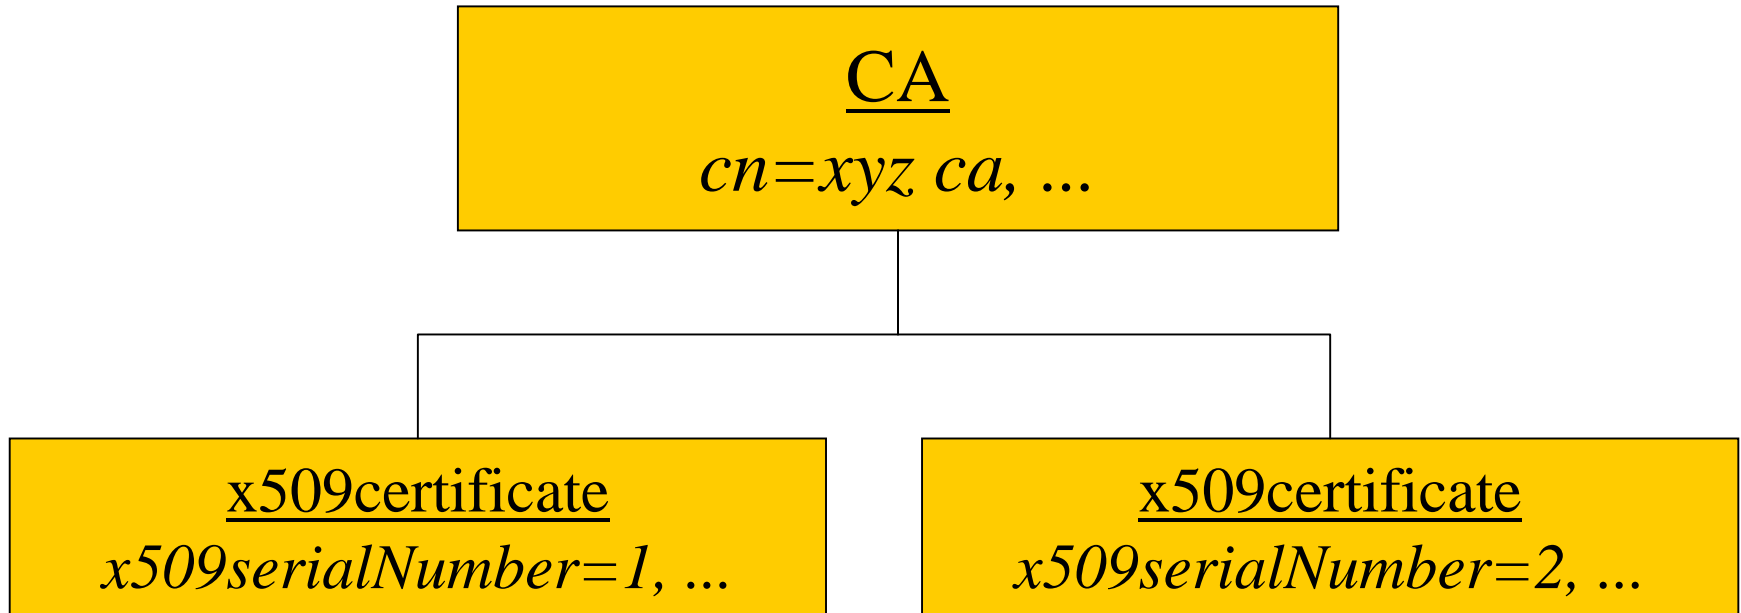 CA
cn=xyz ca, ...
x509certificate
x509serialNumber=1, ...
x509certificate
x509serialNumber=2, ...